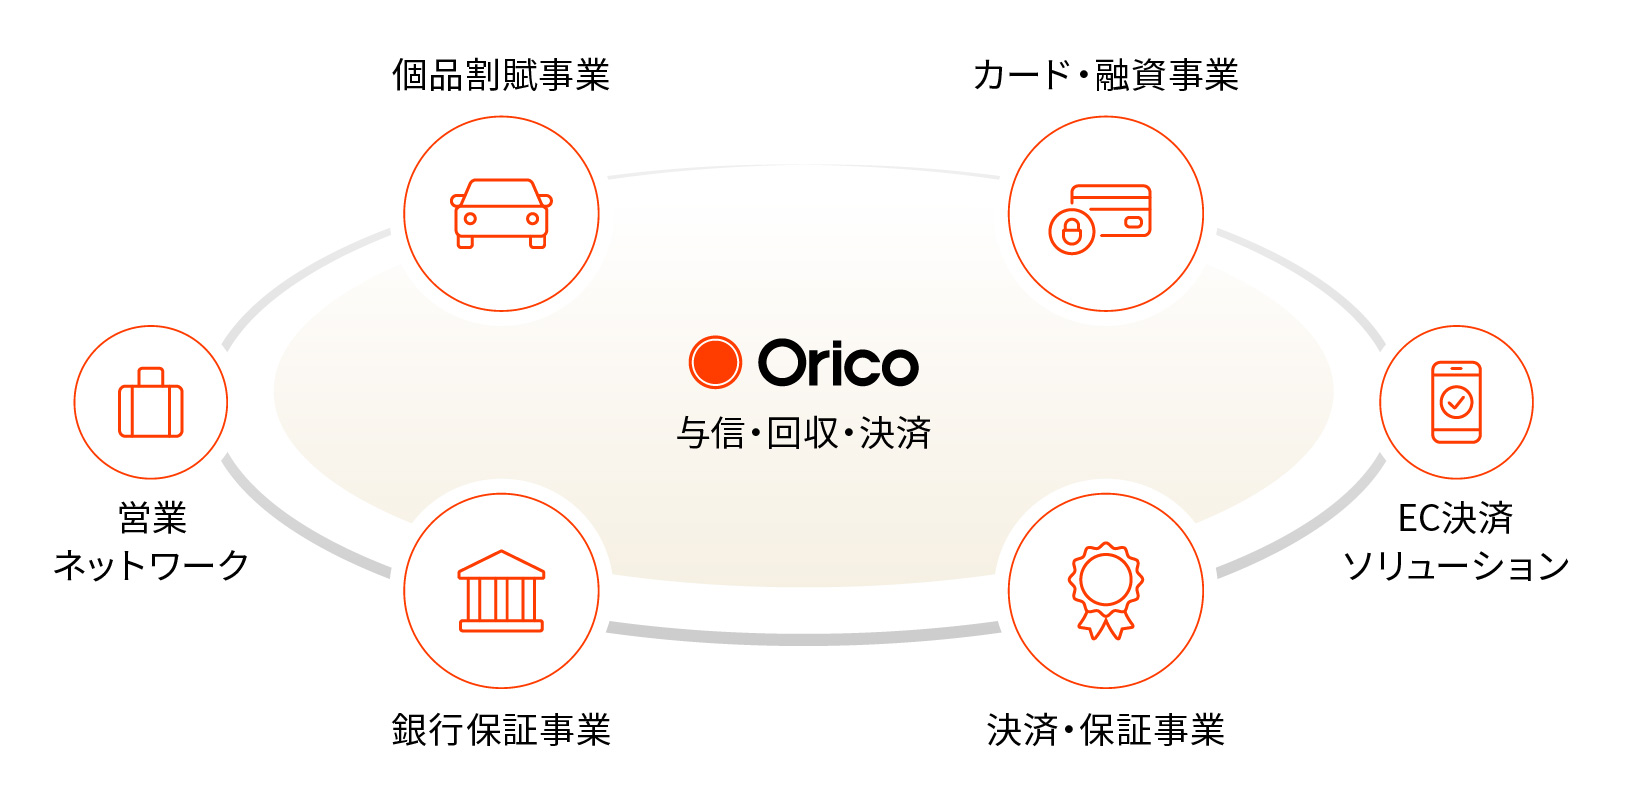 個品割賦事業
カード・融資事業
Orico
与信・回収・決済
営業
ネットワーク
EC決済
ソリューション
銀行保証事業
決済・保証事業